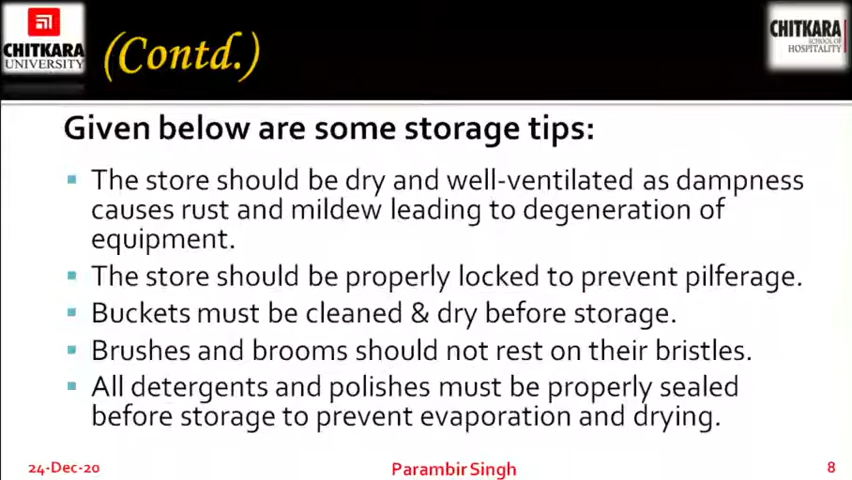 CHITKARA
UNIVERSITY
(Contd.)
CHITKARA
SCHOOL OF
HOSPITALITY
Given below are some storage tips:
The store should be dry and well-ventilated as dampness
causes rust and mildew leading to degeneration of
equipment.
The store should be properly locked to prevent pilferage.
Buckets must be cleaned & dry before storage.
Brushes and brooms should not rest on their bristles.
All detergents and polishes must be properly sealed
before storage to prevent evaporation and drying.
24-Dec-20
Parambir Singh
8